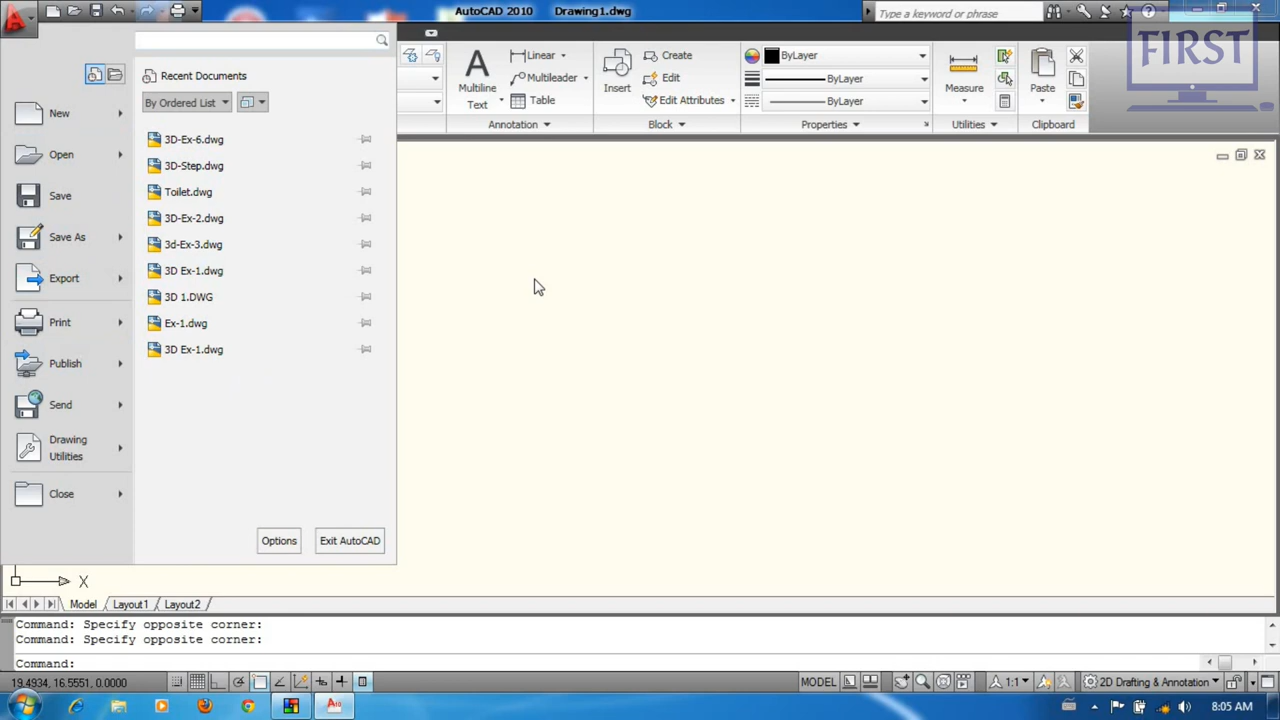 AutoCAD 2010 Drawing1.dwg
Type a keyword or phrase
FIRST
Recent Documents
By Ordered List
New
Open
Save
Save As
Export
Print
Publish
Send
Drawing
Utilities
Close
3D-Ex-6.dwg
3D-Step.dwg
Toilet.dwg
3D-Ex-2.dwg
3d-Ex-3.dwg
3D Ex-1.dwg
3D 1.DWG
Ex-1.dwg
3D Ex-1.dwg
Options
Exit AutoCAD
A
Multiline
Text
Linear
Multileader
Table
Annotation
Insert
Create
Edit
Edit Attributes
Block
ByLayer
ByLayer
ByLayer
Properties
Measure
Utilities
Paste
Clipboard
X
Model
Layout1
Layout2
Command: Specify opposite corner:
Command: Specify opposite corner:
Command:
19.4934, 16.5551, 0.0000
MODEL
1:1
2D Drafting & Annotation
8:05 AM